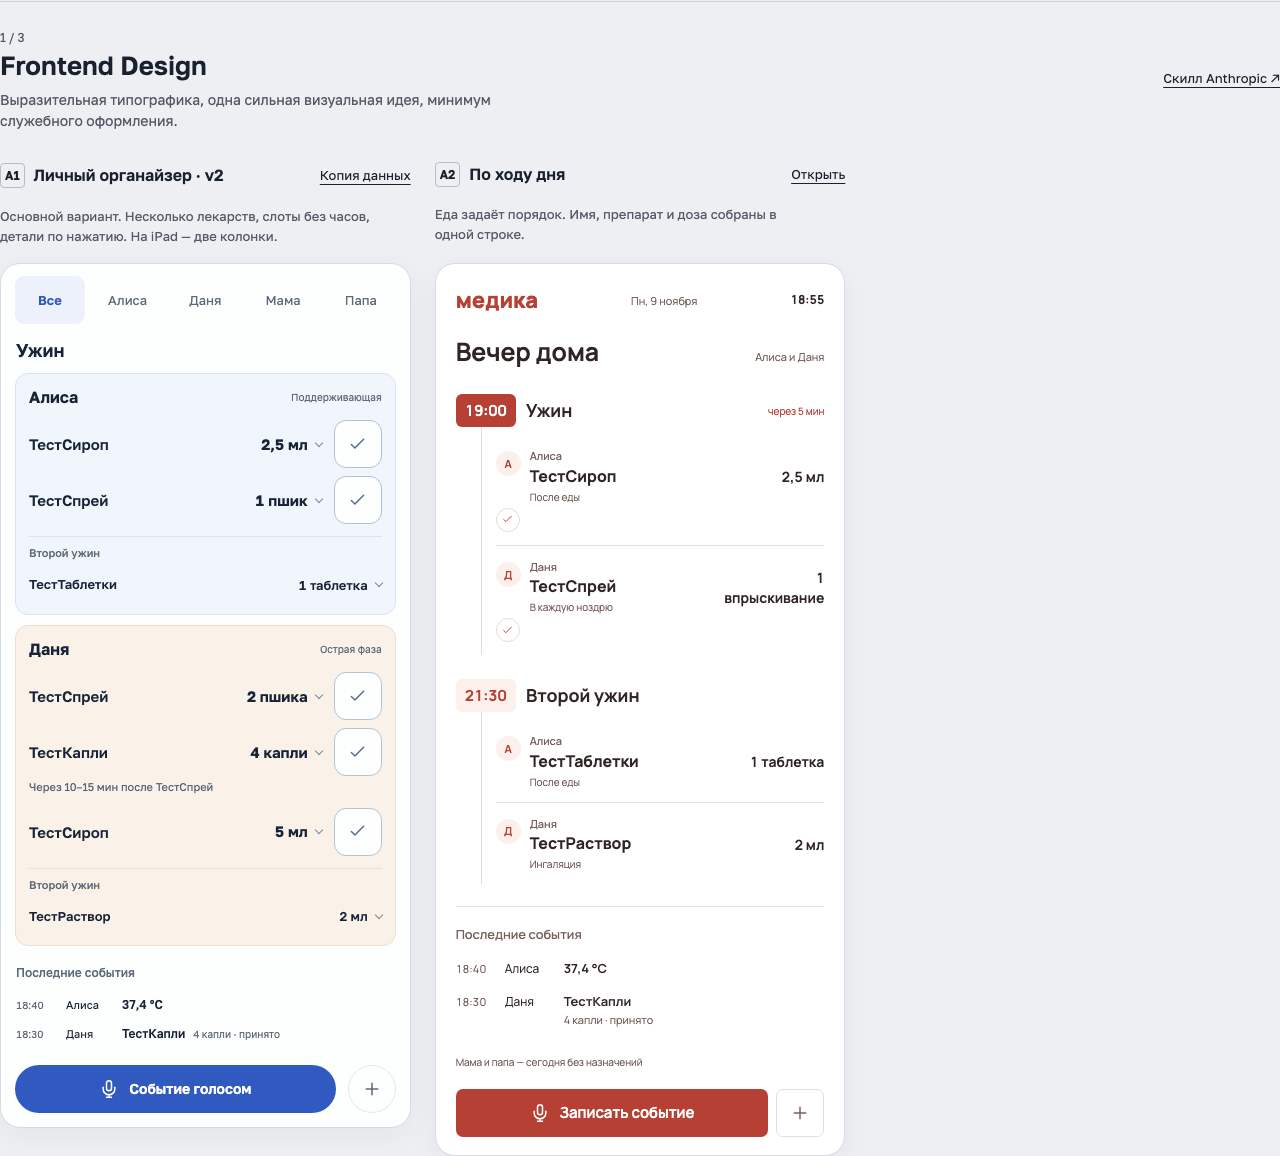 1 / 3
Frontend Design
Выразительная типографика, одна сильная визуальная идея, минимум
служебного оформления.
Скилл Anthropic ↗
A1 Личный органайзер · v2 Копия данных
Основной вариант. Несколько лекарств, слоты без часов,
детали по нажатию. На iPad — две колонки.
Все Алиса Даня Мама Папа
Ужин
Алиса Поддерживающая
ТестСироп 2,5 мл
ТестСпрей 1 пшик
Второй ужин
ТестТаблетки 1 таблетка
Даня Острая фаза
ТестСпрей 2 пшика
ТестКапли 4 капли
Через 10–15 мин после ТестСпрей
ТестСироп 5 мл
Второй ужин
ТестРаствор 2 мл
Последние события
18:40 Алиса 37,4 °C
18:30 Даня ТестКапли 4 капли · принято
Событие голосом
A2 По ходу дня Открыть
Еда задаёт порядок. Имя, препарат и доза собраны в
одной строке.
медика Пн, 9 ноября 18:55
Вечер дома Алиса и Даня
19:00 Ужин через 5 мин
А Алиса
ТестСироп 2,5 мл
После еды
Д Даня
ТестСпрей 1
впрыскивание
В каждую ноздрю
21:30 Второй ужин
А Алиса
ТестТаблетки 1 таблетка
После еды
Д Даня
ТестРаствор 2 мл
Ингаляция
Последние события
18:40 Алиса 37,4 °C
18:30 Даня ТестКапли
4 капли · принято
Мама и папа — сегодня без назначений
Записать событие